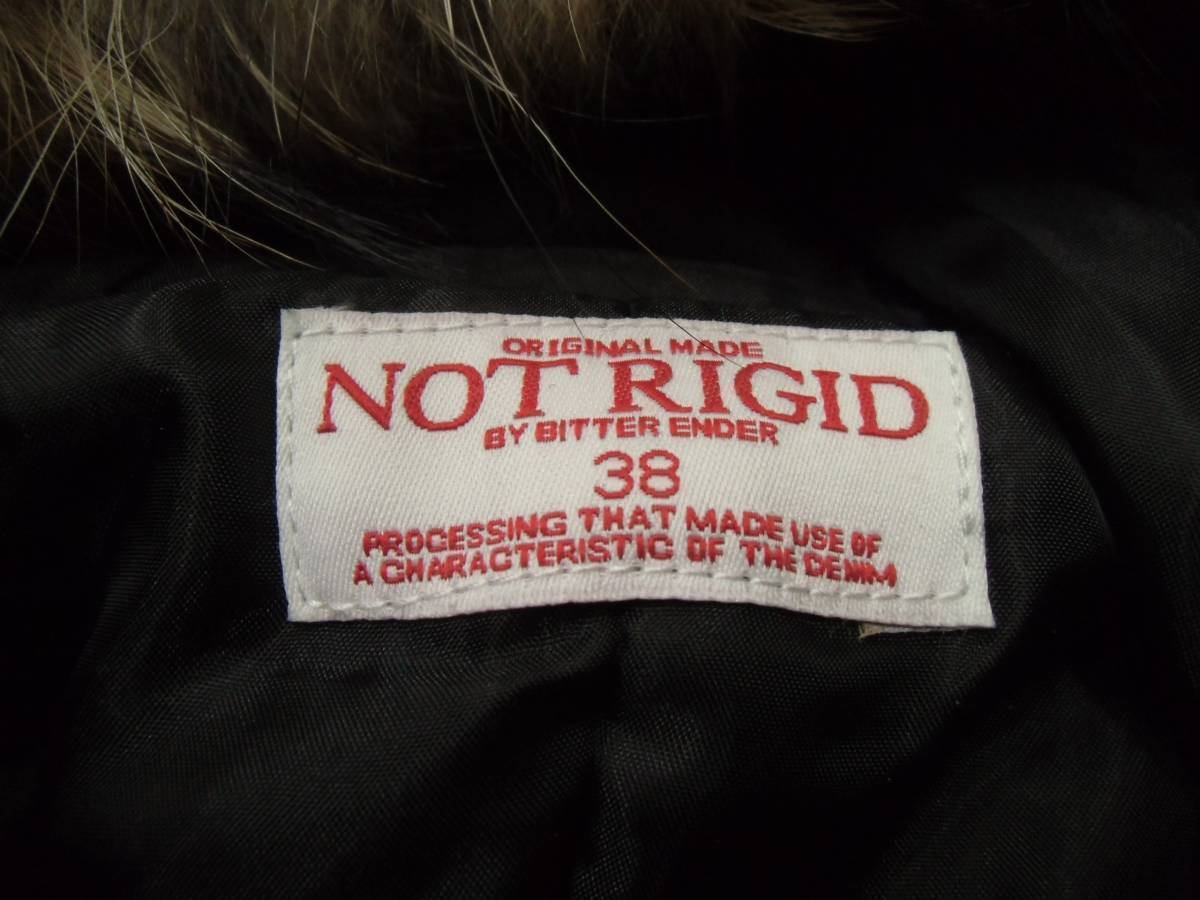 ORIGINAL MADE
NOT RIGID
BY BITTER ENDER
38
PROCESSING THAT MADE USE OF
A CHARACTERISTIC OF THE DENIM